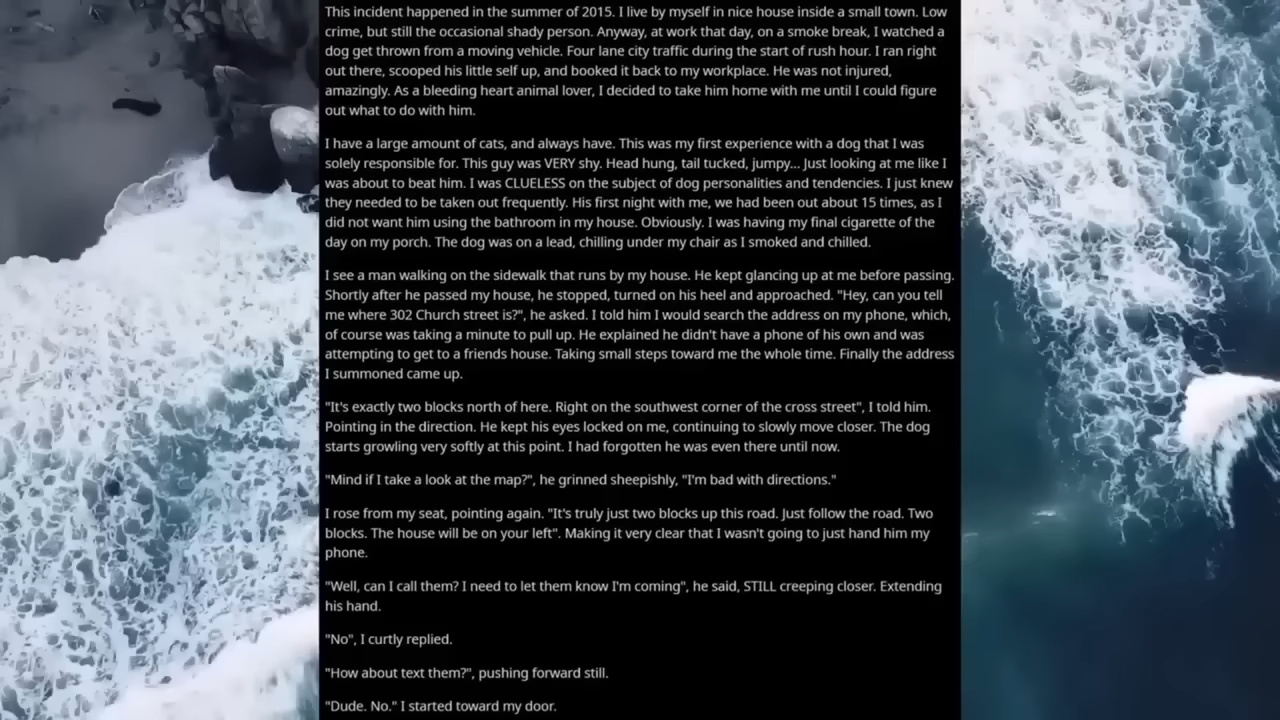 This incident happened in the summer of 2015. I live by myself in nice house inside a small town. Low
crime, but still the occasional shady person. Anyway, at work that day, on a smoke break, I watched a
dog get thrown from a moving vehicle. Four lane city traffic during the start of rush hour. I ran right
out there, scooped his little self up, and booked it back to my workplace. He was not injured,
amazingly. As a bleeding heart animal lover, I decided to take him home with me until I could figure
out what to do with him.
I have a large amount of cats, and always have. This was my first experience with a dog that I was
solely responsible for. This guy was VERY shy. Head hung, tail tucked, jumpy... Just looking at me like I
was about to beat him. I was CLUELESS on the subject of dog personalities and tendencies. I just knew
they needed to be taken out frequently. His first night with me, we had been out about 15 times, as I
did not want him using the bathroom in my house. Obviously. I was having my final cigarette of the
day on my porch. The dog was on a lead, chilling under my chair as I smoked and chilled.
I see a man walking on the sidewalk that runs by my house. He kept glancing up at me before passing.
Shortly after he passed my house, he stopped, turned on his heel and approached. "Hey, can you tell
me where 302 Church street is?", he asked. I told him I would search the address on my phone, which,
of course was taking a minute to pull up. He explained he didn't have a phone of his own and was
attempting to get to a friends house. Taking small steps toward me the whole time. Finally the address
I summoned came up.
"It's exactly two blocks north of here. Right on the southwest corner of the cross street", I told him.
Pointing in the direction. He kept his eyes locked on me, continuing to slowly move closer. The dog
starts growling very softly at this point. I had forgotten he was even there until now.
"Mind if I take a look at the map?", he grinned sheepishly, "I'm bad with directions."
I rose from my seat, pointing again. "It's truly just two blocks up this road. Just follow the road. Two
blocks. The house will be on your left". Making it very clear that I wasn't going to just hand him my
phone.
"Well, can I call them? I need to let them know I'm coming", he said, STILL creeping closer. Extending
his hand.
"No", I curtly replied.
"How about text them?", pushing forward still.
"Dude. No." I started toward my door.